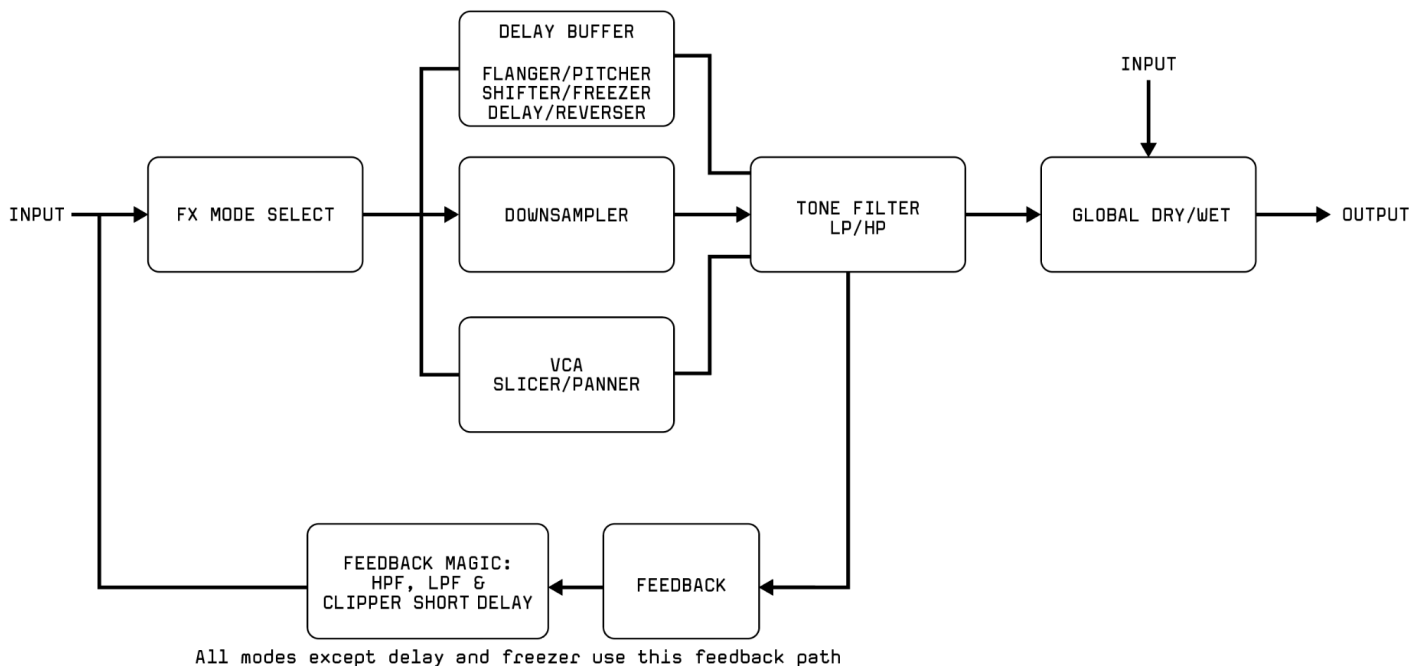 DELAY BUFFER
FLANGER/PITCHER
SHIFTER/FREEZER
DELAY/REVERSER
INPUT
INPUT
FX MODE SELECT
DOWNSAMPLER
TONE FILTER
LP/HP
GLOBAL DRY/WET
OUTPUT
VCA
SLICER/PANNER
FEEDBACK MAGIC:
HPF, LPF &
CLIPPER SHORT DELAY
FEEDBACK
All modes except delay and freezer use this feedback path